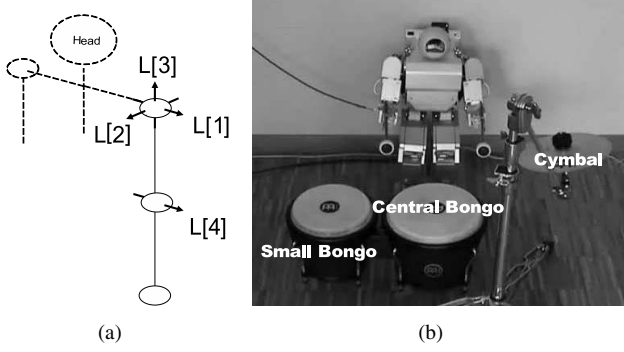 Head
L[3]
L[2]
L[1]
L[4]
Cymbal
Central Bongo
Small Bongo
(a)
(b)